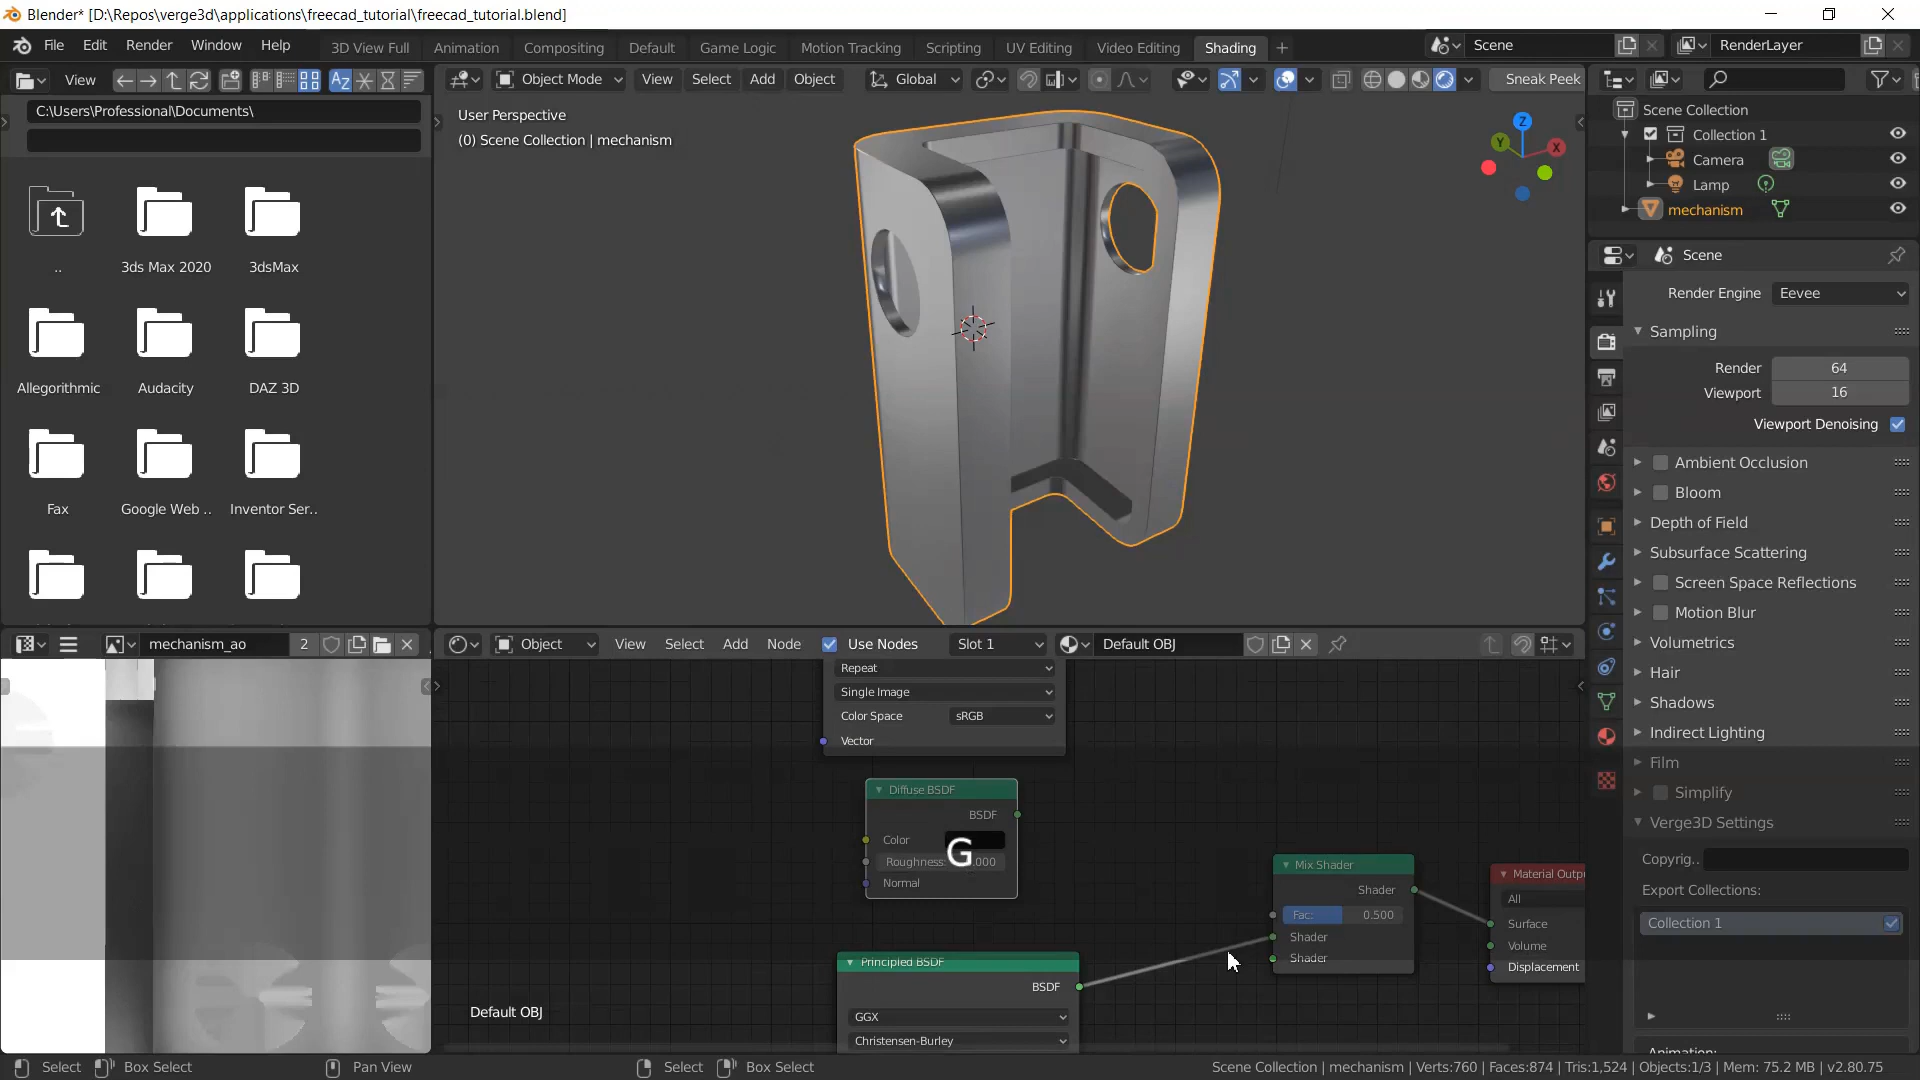 Blender* [D:\Repos\verge3d\applications\freecad_tutorial\freecad_tutorial.blend]
File Edit Render Window Help 3D View Full Animation Compositing Default Game Logic Motion Tracking Scripting UV Editing Video Editing Shading + Scene RenderLayer
View Az Object Mode View Select Add Object Global Sneak Peek
C:\Users\Professional\Documents\
User Perspective
(0) Scene Collection | mechanism
Z
Y
X
Scene Collection
Collection 1
Camera
Lamp
mechanism
..
3ds Max 2020
3dsMax
Allegorithmic
Audacity
DAZ 3D
Fax
Google Web ..
Inventor Ser..
Scene
Render Engine Eevee
Sampling
Render 64
Viewport 16
Viewport Denoising
Ambient Occlusion
Bloom
Depth of Field
Subsurface Scattering
Screen Space Reflections
Motion Blur
Volumetrics
Hair
Shadows
Indirect Lighting
Film
Simplify
Verge3D Settings
Copyrig..
Export Collections:
Collection 1
mechanism_ao 2
Object View Select Add Node Use Nodes Slot 1 Default OBJ
Repeat
Single Image
Color Space sRGB
Vector
Diffuse BSDF
BSDF
Color
Roughness: 000
Normal
G
Principled BSDF
BSDF
GGX
Christensen-Burley
Mix Shader
Shader
Fac: 0.500
Shader
Shader
Material Outpu
All
Surface
Volume
Displacement
Default OBJ
Animation:
Select Box Select Pan View Select Box Select Scene Collection | mechanism | Verts:760 | Faces:874 | Tris:1,524 | Objects:1/3 | Mem: 75.2 MB | v2.80.75